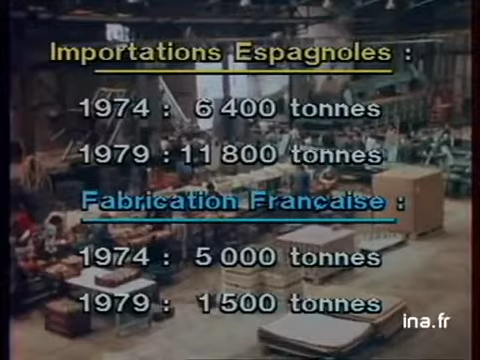 Importations Espagnoles :
1974 : 6 400 tonnes
1979 : 11 800 tonnes
Fabrication Française :
1974 : 5 000 tonnes
1979 : 1 500 tonnes
ina.fr